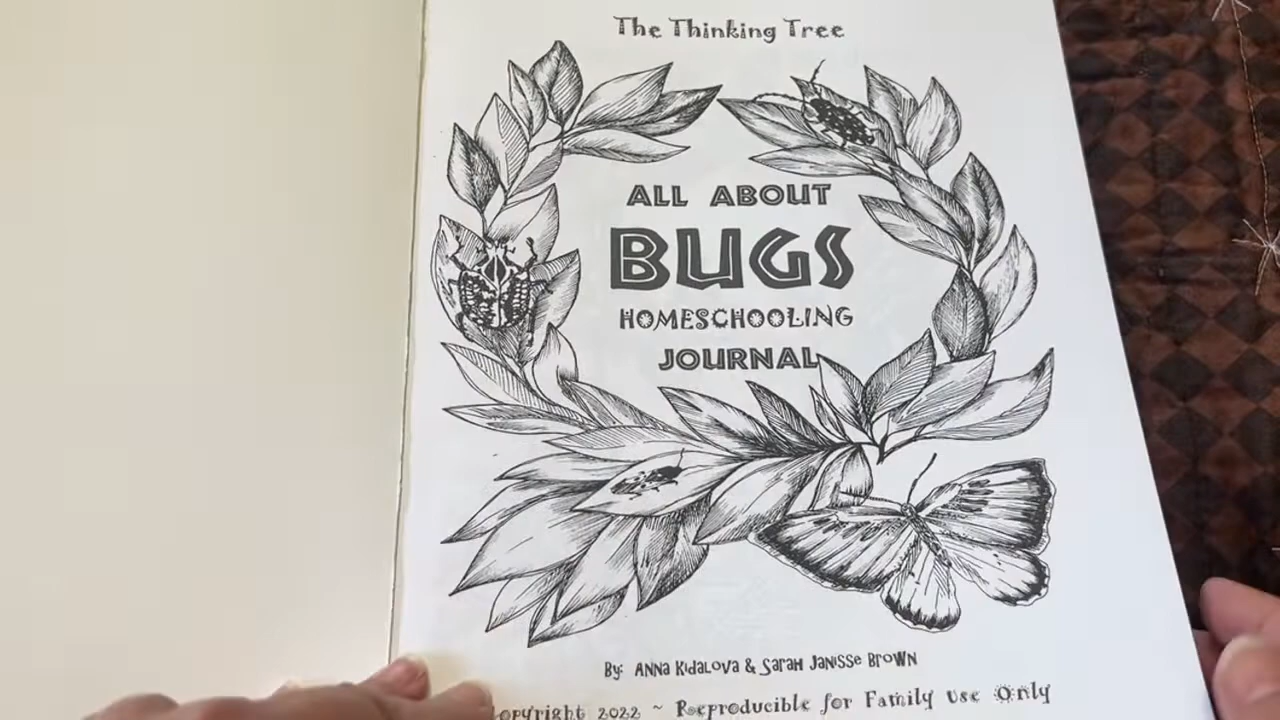 The Thinking Tree
ALL ABOUT
BUGS
HOMESCHOOLING
JOURNAL
By: ANNA KIDALOVA & SARAH JANISSE BROWN
opyright 2022 ~ Reproducible for Family Use Only